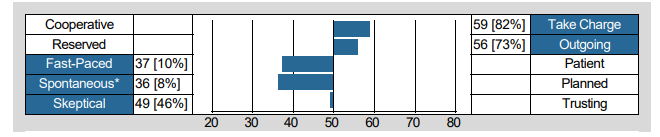 Cooperative 59 [82%] Take Charge
Reserved 56 [73%] Outgoing
Fast-Paced 37 [10%] Patient
Spontaneous* 36 [8%] Planned
Skeptical 49 [46%] Trusting
20 30 40 50 60 70 80